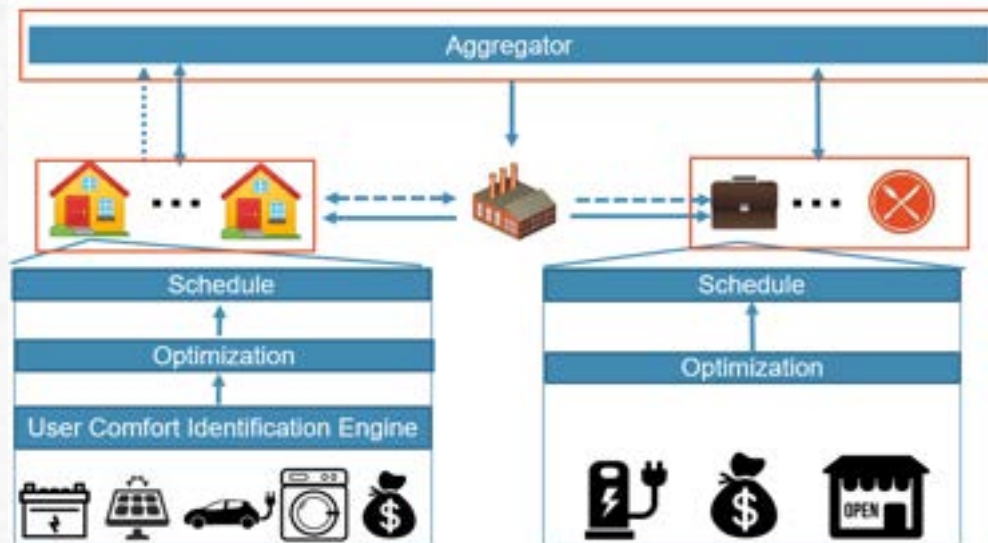 Aggregator
Schedule
Optimization
User Comfort Identification Engine
$
Schedule
Optimization
$
OPEN